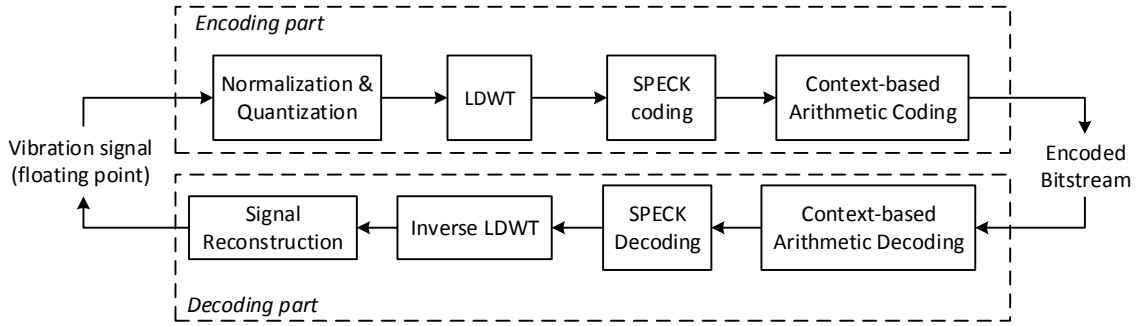 Encoding part
Normalization &
Quantization
LDWT
SPECK
coding
Context-based
Arithmetic Coding
Vibration signal
(floating point)
Encoded
Bitstream
Signal
Reconstruction
Inverse LDWT
SPECK
Decoding
Context-based
Arithmetic Decoding
Decoding part